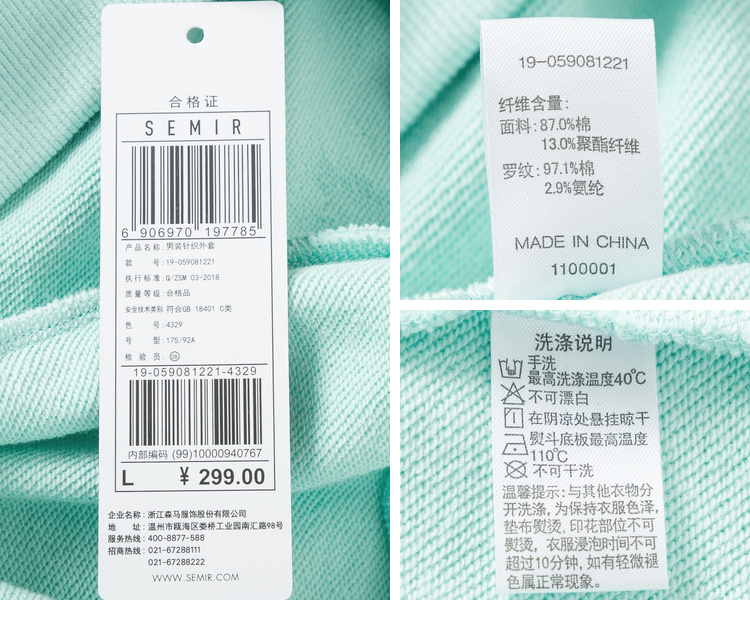 合格证
SEMIR
6 906970 197785
产品名称:男装针织外套
款号:19-059081221
执行标准:Q/ZSM 03-2018
质量等级:合格品
安全技术类别 符合GB 18401 C类
色号:4329
号型:175/92A
检验员:
19-059081221-4329
内部编码 (99)10000940767
L ¥ 299.00
企业名称:浙江森马服饰股份有限公司
地址:温州市瓯海区娄桥工业园南汇路98号
服务热线:400-8877-588
招商热线:021-67288111
021-67288222
WWW.SEMIR.COM
19-059081221
纤维含量:
面料:87.0%棉
13.0%聚酯纤维
罗纹:97.1%棉
2.9%氨纶
MADE IN CHINA
1100001
洗涤说明
手洗
最高洗涤温度40℃
不可漂白
在阴凉处悬挂晾干
熨斗底板最高温度
110℃
不可干洗
温馨提示:与其他衣物分
开洗涤,为保持衣服色泽,
垫布熨烫,印花部位不可
熨烫,衣服浸泡时间不可
超过10分钟,如有轻微褪
色属正常现象。